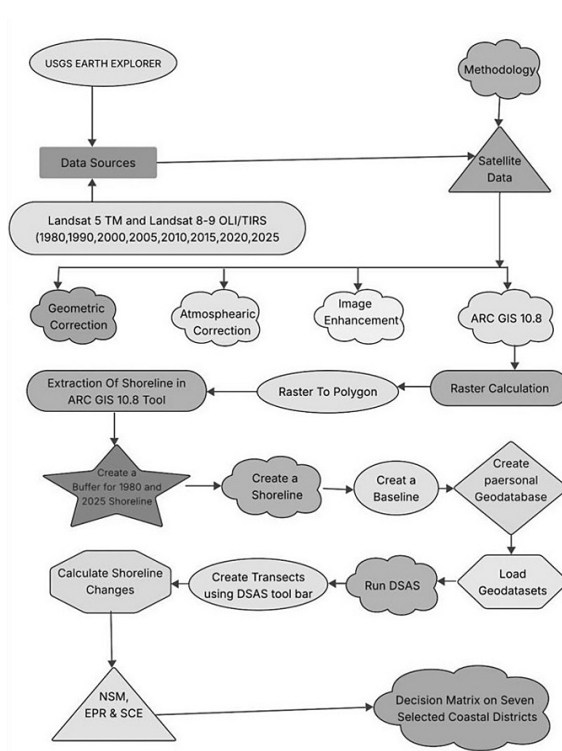 USGS EARTH EXPLORER
Methodology
Data Sources
Satellite
Data
Landsat 5 TM and Landsat 8-9 OLI/TIRS
(1980,1990,2000,2005,2010,2015,2020,2025
Geometric
Correction
Atmosphearic
Correction
Image
Enhancement
ARC GIS 10.8
Extraction Of Shoreline in
ARC GIS 10.8 Tool
Raster To Polygon
Raster Calculation
Create a
Buffer for 1980 and
2025 Shoreline
Create a
Shoreline
Creat a
Baseline
Create
paersonal
Geodatabase
Calculate Shoreline
Changes
Create Transects
using DSAS tool bar
Run DSAS
Load
Geodatasets
NSM,
EPR & SCE
Decision Matrix on Seven
Selected Coastal Districts